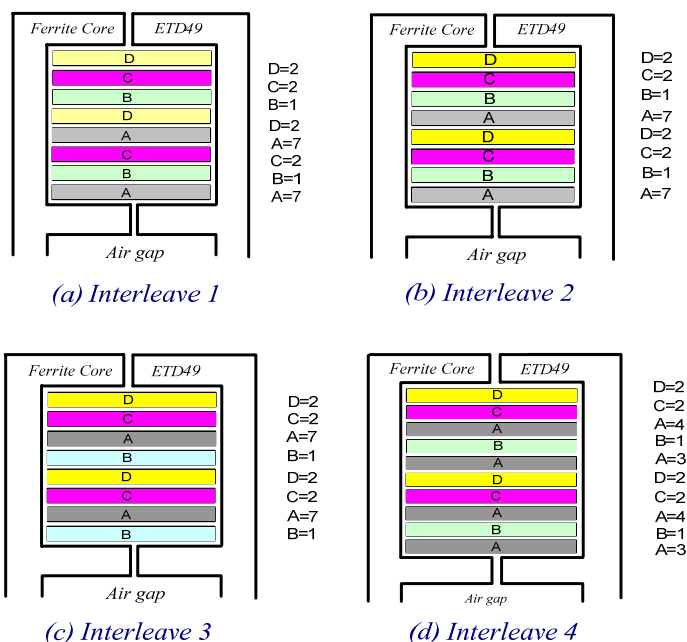 Ferrite Core ETD49
D
C
B
D
A
C
B
A
D=2
C=2
B=1
D=2
A=7
C=2
B=1
A=7
Air gap
(a) Interleave 1
Ferrite Core ETD49
D
C
B
A
D
C
B
A
D=2
C=2
B=1
A=7
D=2
C=2
B=1
A=7
Air gap
(b) Interleave 2
Ferrite Core ETD49
D
C
A
B
D
C
A
B
D=2
C=2
A=7
B=1
D=2
C=2
A=7
B=1
Air gap
(c) Interleave 3
Ferrite Core ETD49
D
C
A
B
A
D
C
A
B
A
D=2
C=2
A=4
B=1
A=3
D=2
C=2
A=4
B=1
A=3
Air gap
(d) Interleave 4